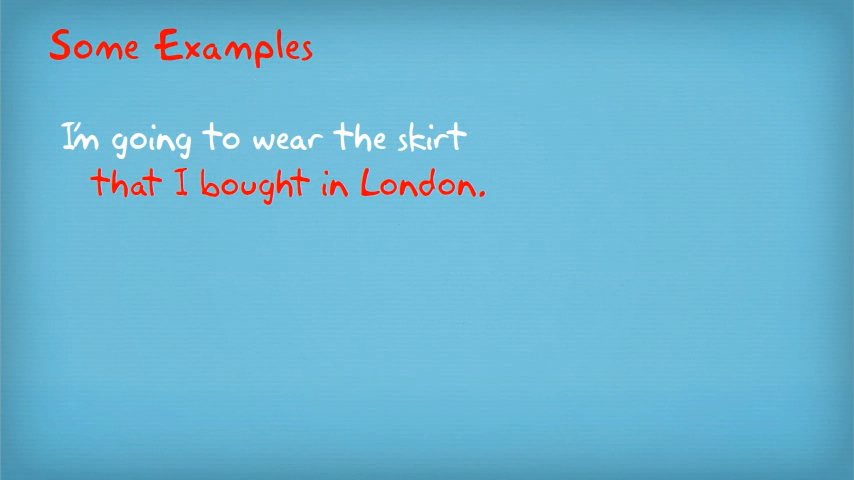 Some Examples
I'm going to wear the skirt
that I bought in London.